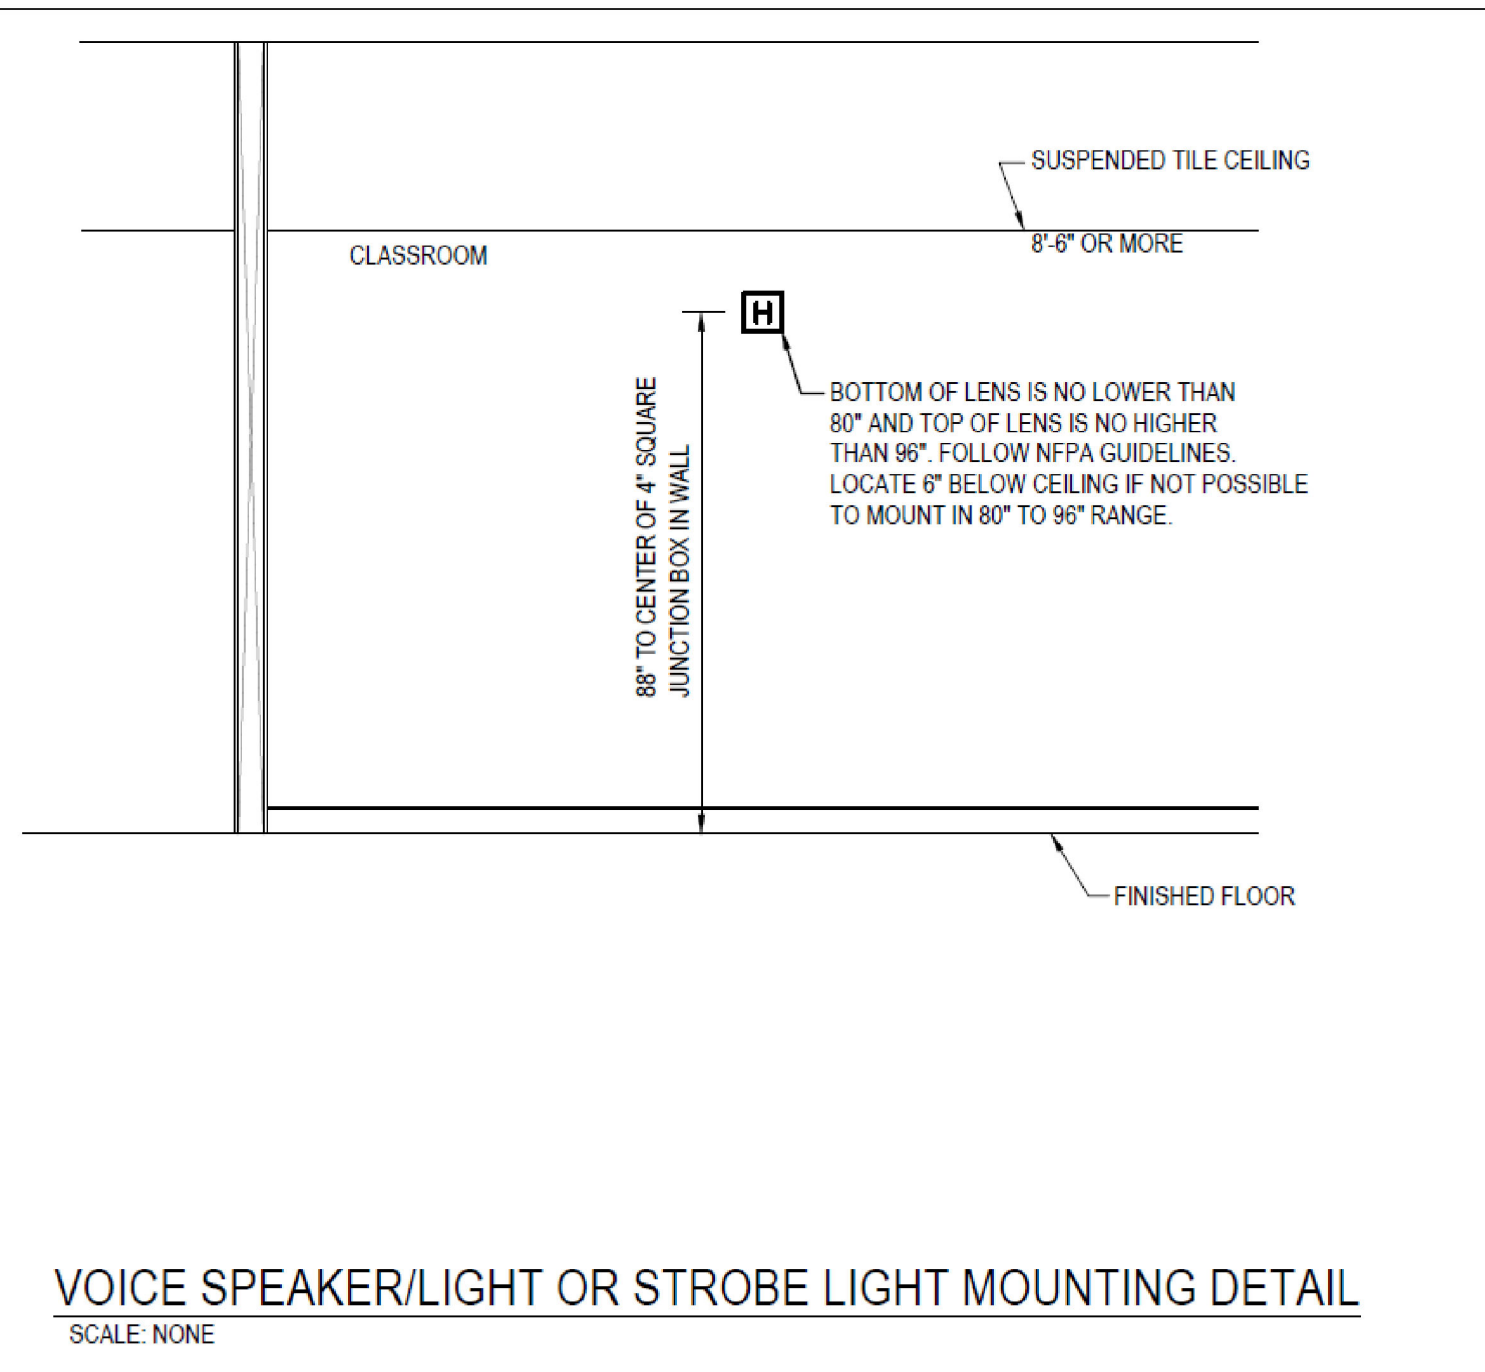 SUSPENDED TILE CEILING
8'-6" OR MORE
CLASSROOM
H
BOTTOM OF LENS IS NO LOWER THAN
80" AND TOP OF LENS IS NO HIGHER
THAN 96". FOLLOW NFPA GUIDELINES.
LOCATE 6" BELOW CEILING IF NOT POSSIBLE
TO MOUNT IN 80" TO 96" RANGE.
88" TO CENTER OF 4" SQUARE
JUNCTION BOX IN WALL
FINISHED FLOOR
VOICE SPEAKER/LIGHT OR STROBE LIGHT MOUNTING DETAIL
SCALE: NONE